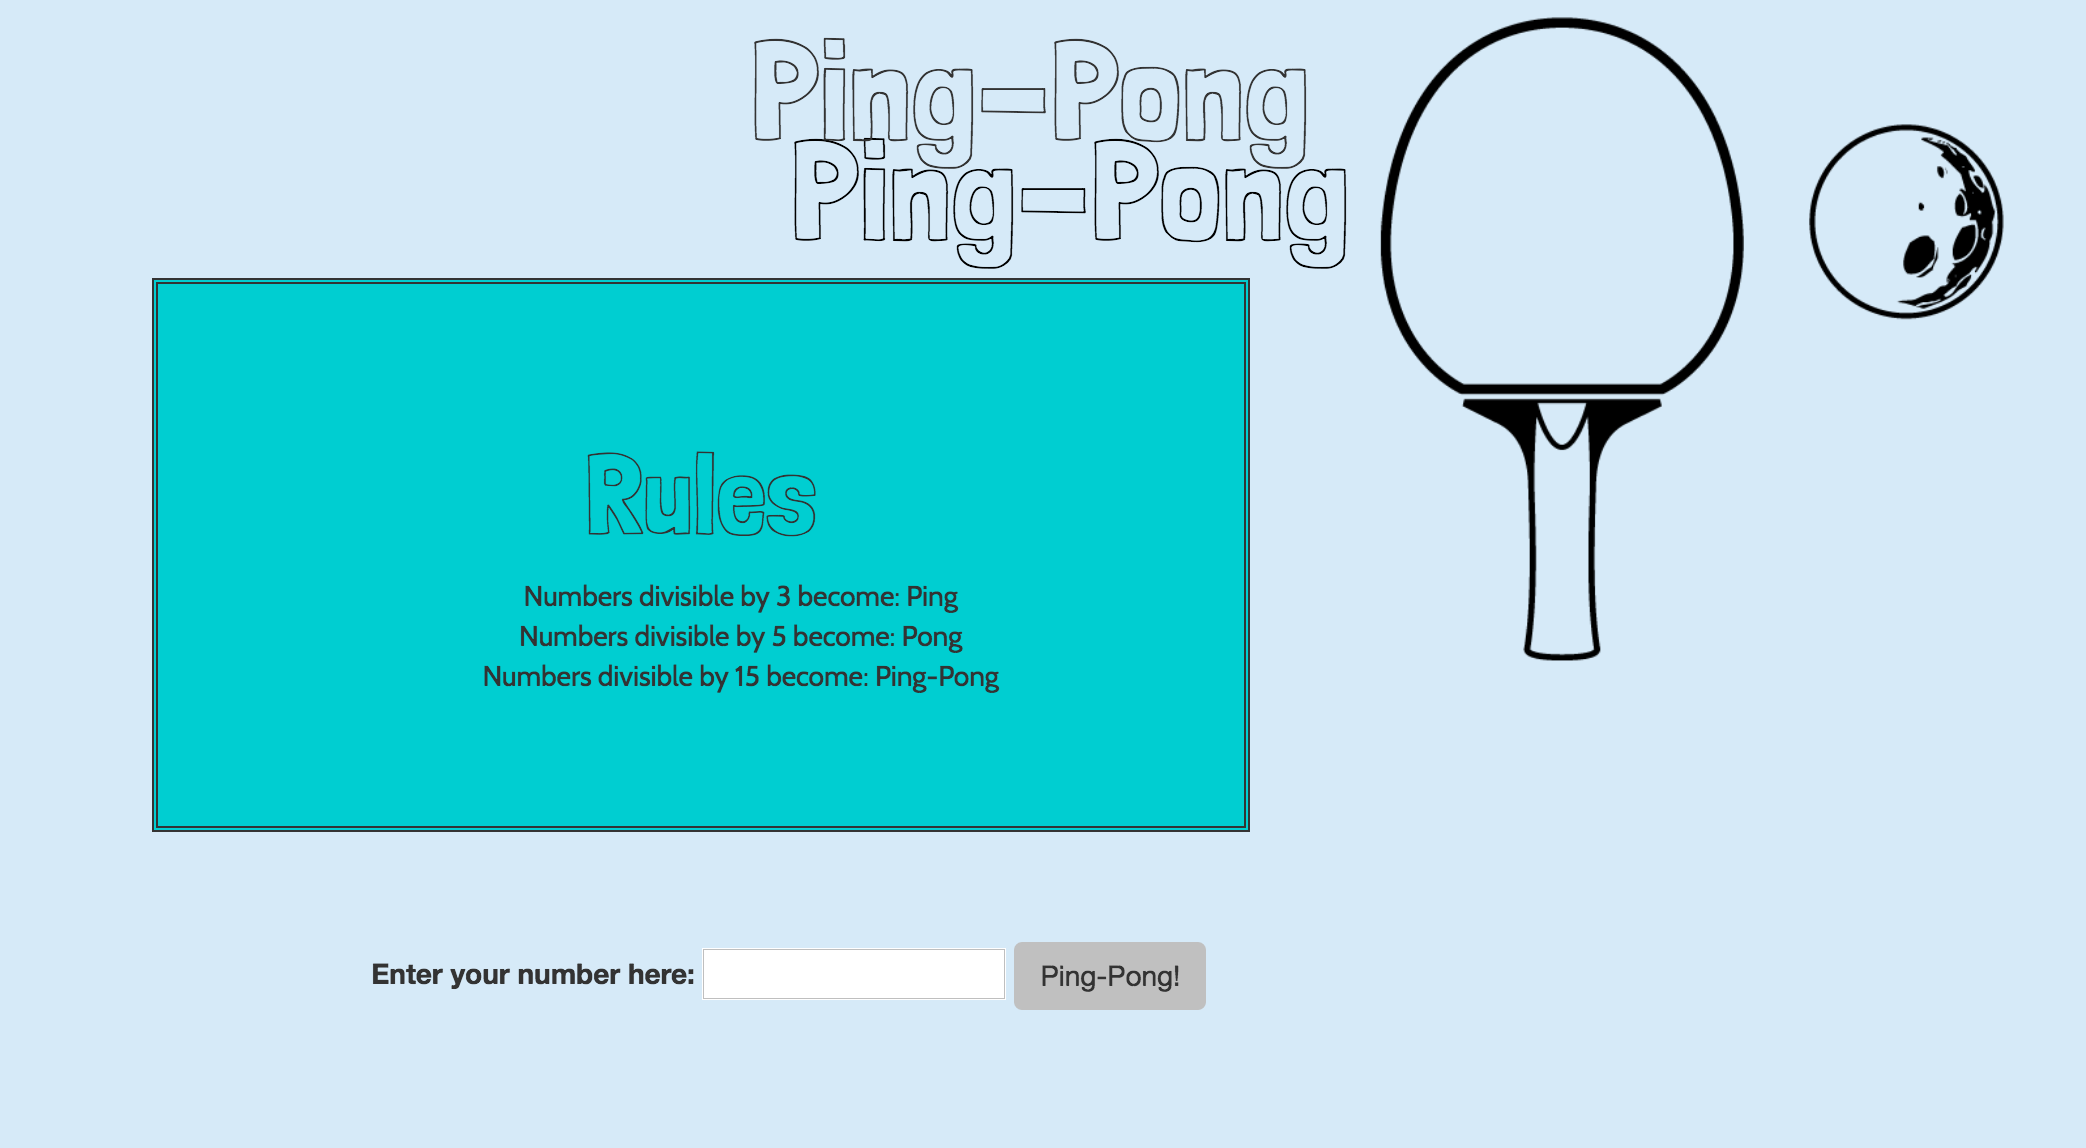 Ping-Pong
Ping-Pong
Rules
Numbers divisible by 3 become: Ping
Numbers divisible by 5 become: Pong
Numbers divisible by 15 become: Ping-Pong
Enter your number here:
Ping-Pong!